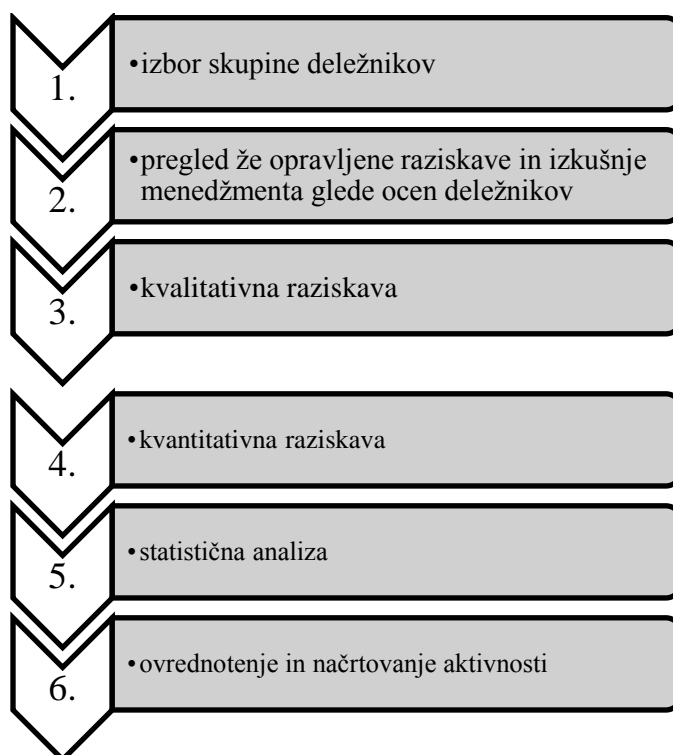 1.
•izbor skupine deležnikov
2.
•pregled že opravljene raziskave in izkušnje
menedžmenta glede ocen deležnikov
3.
•kvalitativna raziskava
4.
•kvantitativna raziskava
5.
•statistična analiza
6.
•ovrednotenje in načrtovanje aktivnosti